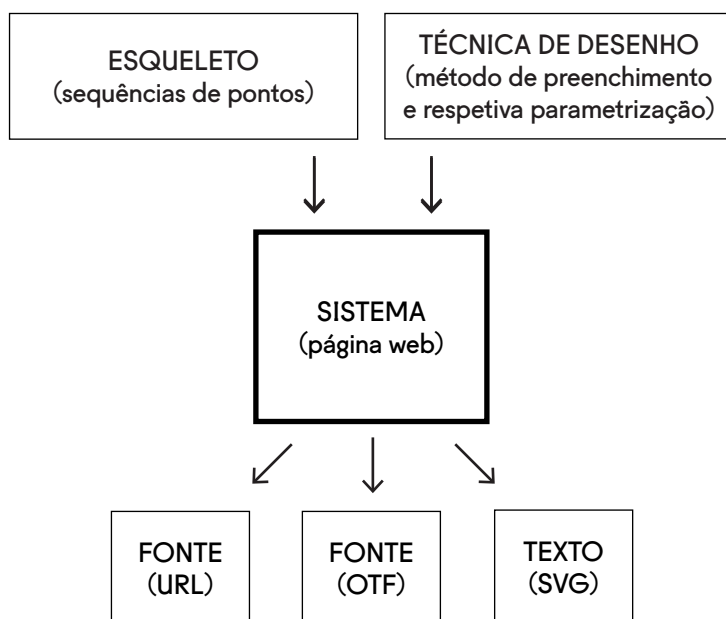 ESQUELETO
(sequências de pontos)
TÉCNICA DE DESENHO
(método de preenchimento
e respetiva parametrização)
SISTEMA
(página web)
FONTE
(URL)
FONTE
(OTF)
TEXTO
(SVG)